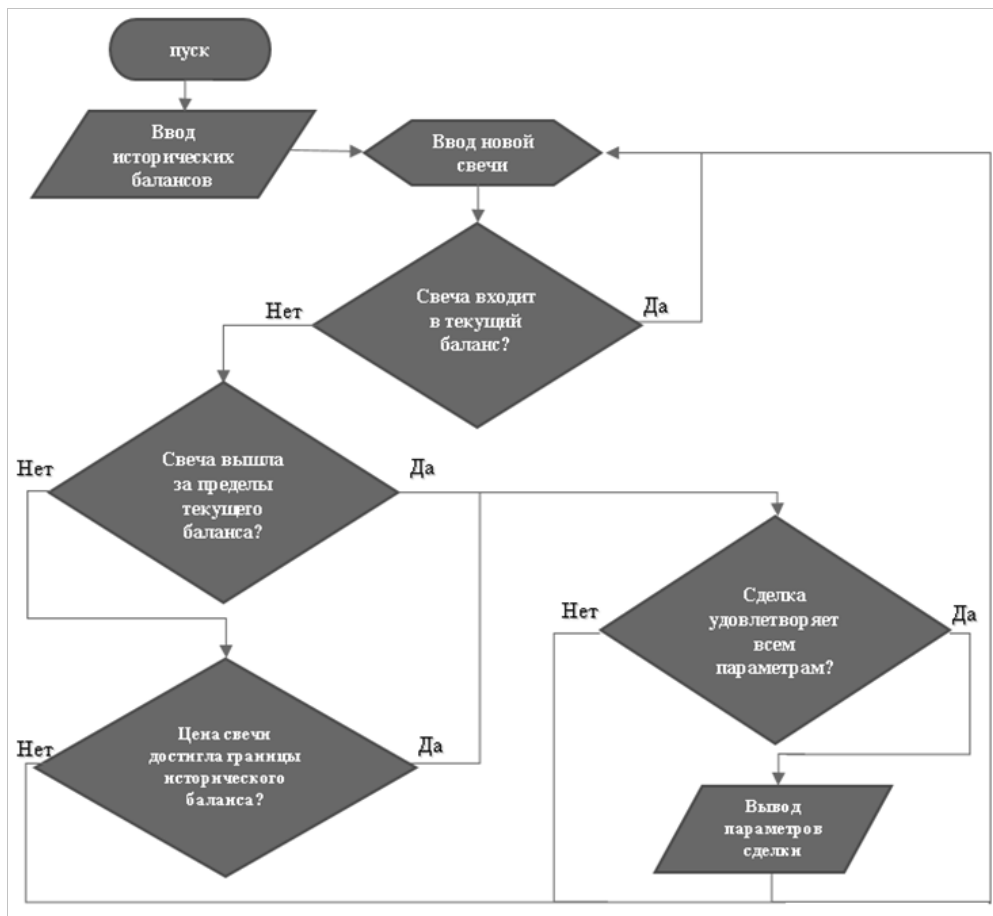 пуск
Ввод
исторических
балансов
Ввод новой
свечи
Свеча входит
в текущий
баланс?
Нет
Да
Свеча вышла
за пределы
текущего
баланса?
Нет
Да
Сделка
удовлетворяет
всем
параметрам?
Нет
Да
Цена свечи
достигла границы
исторического
баланса?
Нет
Да
Вывод
параметров
сделки